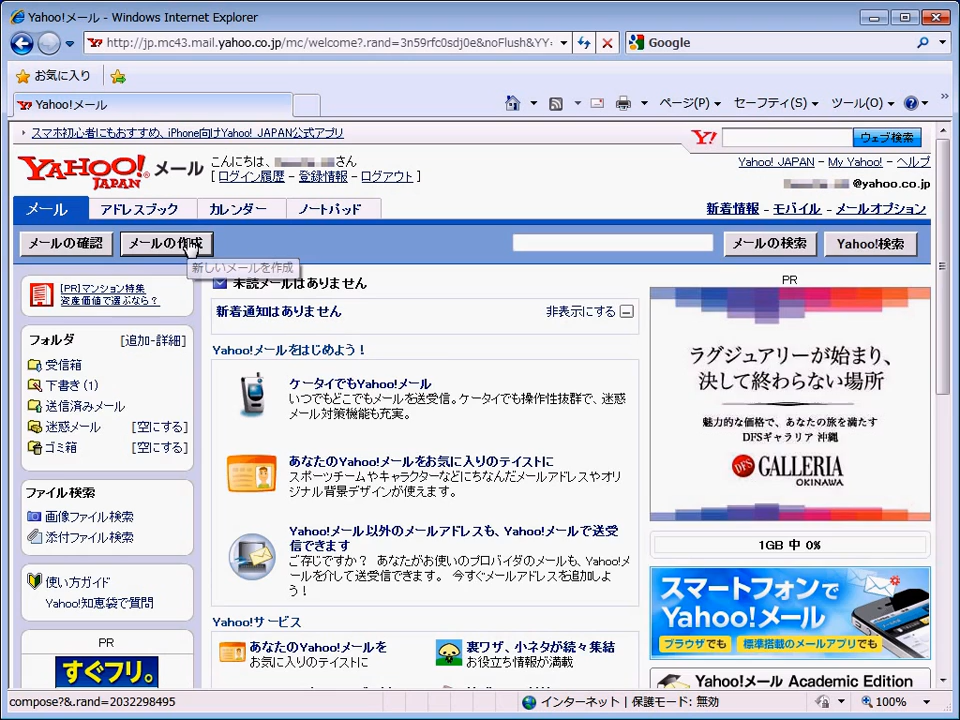 Yahoo!メール - Windows Internet Explorer
http://jp.mc43.mail.yahoo.co.jp/mc/welcome?.rand=3n59rfc0sdj0e&noFlush&YY=
Google
お気に入り
Yahoo!メール
ページ(P) セーフティ(S) ツール(O)
スマホ初心者にもおすすめ、iPhone向けYahoo! JAPAN公式アプリ
Y! ウェブ検索
YAHOO! JAPAN メール
こんにちは、 さん
[ ログイン履歴 - 登録情報 - ログアウト ]
Yahoo! JAPAN - My Yahoo! - ヘルプ
@yahoo.co.jp
メール アドレスブック カレンダー ノートパッド
新着情報 - モバイル - メールオプション
メールの確認 メールの作成 メールの検索 Yahoo!検索
新しいメールを作成
[PR]マンション特集
資産価値で選ぶなら?
フォルダ [追加-詳細]
受信箱
下書き (1)
送信済みメール
迷惑メール [空にする]
ゴミ箱 [空にする]
ファイル検索
画像ファイル検索
添付ファイル検索
使い方ガイド
Yahoo!知恵袋で質問
PR
すぐフリ。
未読メールはありません
新着通知はありません 非表示にする
Yahoo!メールをはじめよう!
ケータイでもYahoo!メール
いつでもどこでもメールを送受信。ケータイでも操作性抜群で、迷惑
メール対策機能も充実。
あなたのYahoo!メールをお気に入りのテイストに
スポーツチームやキャラクターなどにちなんだメールアドレスやオリ
ジナル背景デザインが使えます。
Yahoo!メール以外のメールアドレスも、Yahoo!メールで送受
信できます
ご存じですか? あなたがお使いのプロバイダのメールも、Yahoo!メ
ールを介して送受信できます。 今すぐメールアドレスを追加しよ
う!
Yahoo!サービス
あなたのYahoo!メールを
お気に入りのテイストに
裏ワザ、小ネタが続々集結
お役立ち情報が満載
PR
ラグジュアリーが始まり、
決して終わらない場所
魅力的な価格で、あなたの旅を満たす
DFSギャラリア 沖縄
DFS GALLERIA
OKINAWA
1GB 中 0%
スマートフォンで
Yahoo!メール
ブラウザでも 標準搭載のメールアプリでも
Yahoo!メール Academic Edition
compose?&.rand=2032298495
インターネット | 保護モード: 無効
100%